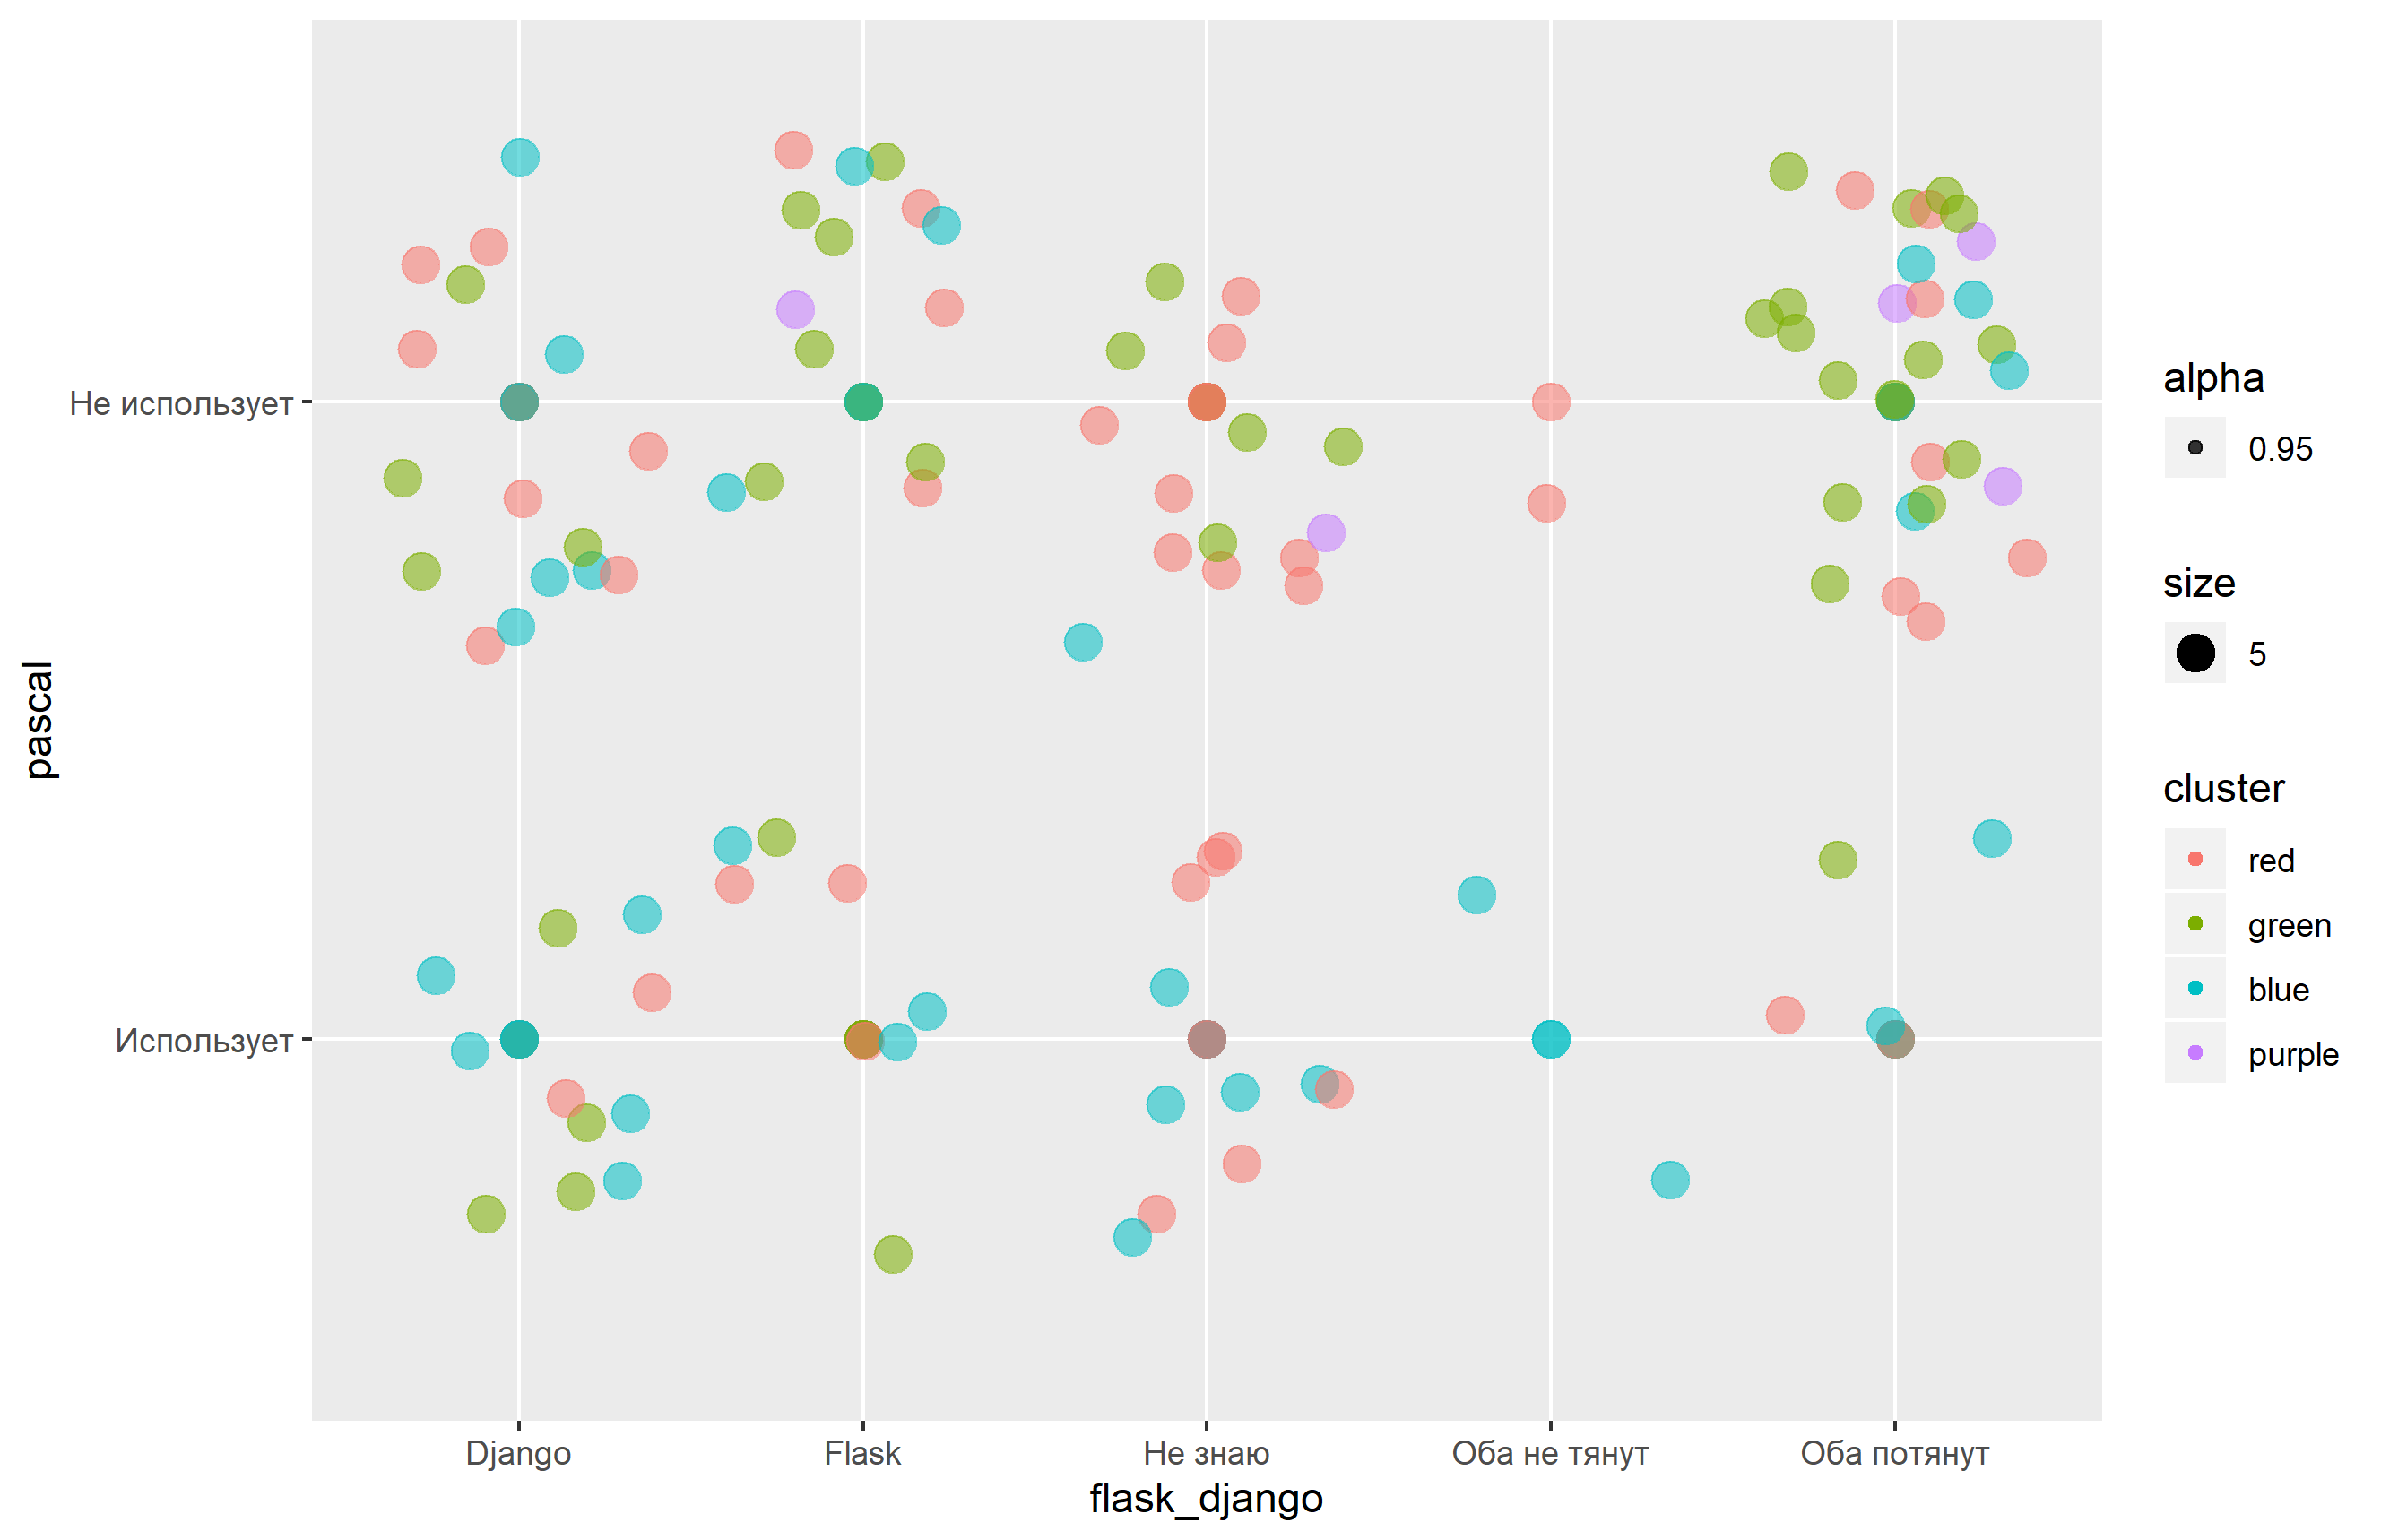 pascal
Не использует
Использует
Django
Flask
Не знаю
Оба не тянут
Оба потянут
flask_django
alpha
0.95
size
5
cluster
red
green
blue
purple